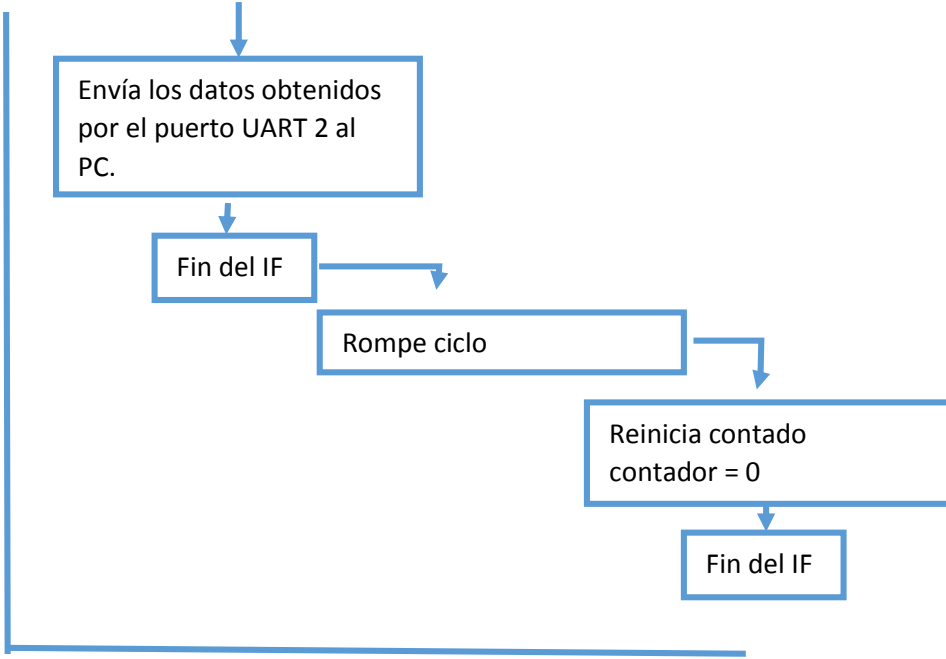 Envía los datos obtenidos
por el puerto UART 2 al
PC.
Fin del IF
Rompe ciclo
Reinicia contado
contador = 0
Fin del IF